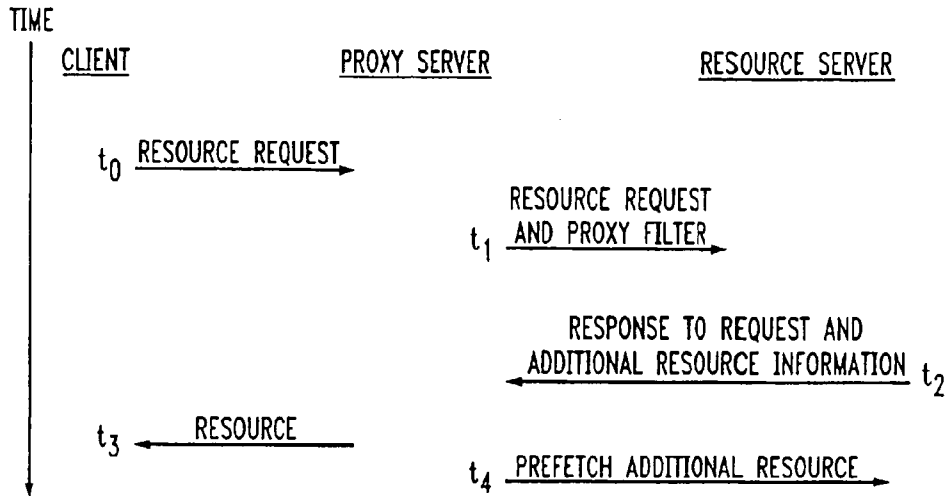 TIME
CLIENT PROXY SERVER RESOURCE SERVER
t0 RESOURCE REQUEST
RESOURCE REQUEST
t1 AND PROXY FILTER
RESPONSE TO REQUEST AND
ADDITIONAL RESOURCE INFORMATION t2
t3 RESOURCE
t4 PREFETCH ADDITIONAL RESOURCE